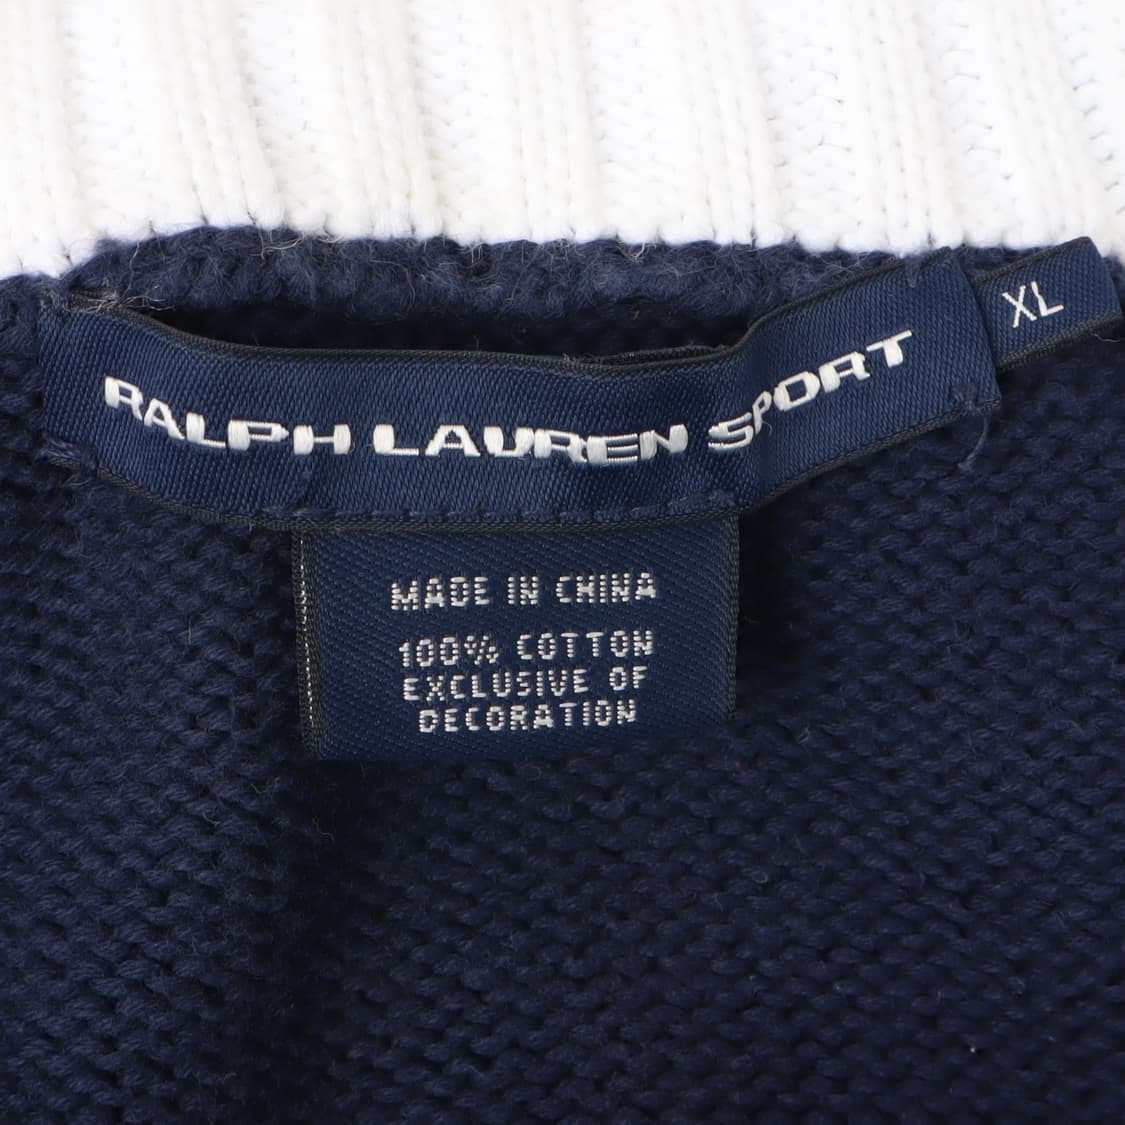 RALPH LAUREN SPORT
XL
MADE IN CHINA
100% COTTON
EXCLUSIVE OF
DECORATION